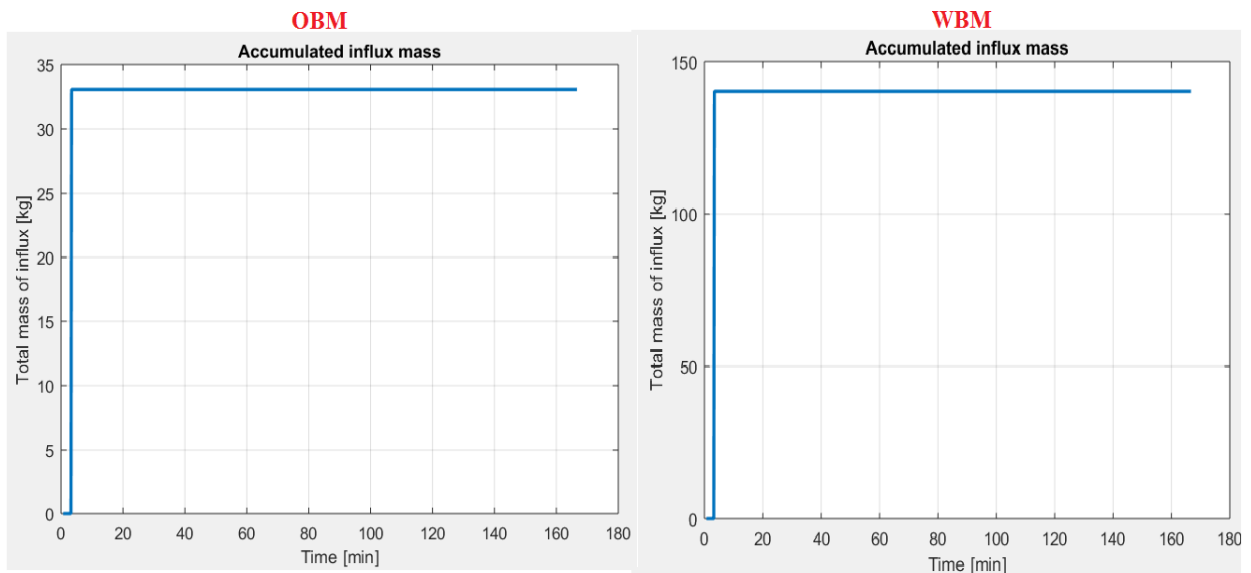 OBM
Accumulated influx mass
Total mass of influx [kg]
35
30
25
20
15
10
5
0
0 20 40 60 80 100 120 140 160 180
Time [min]
WBM
Accumulated influx mass
Total mass of influx [kg]
150
100
50
0
0 20 40 60 80 100 120 140 160 180
Time [min]